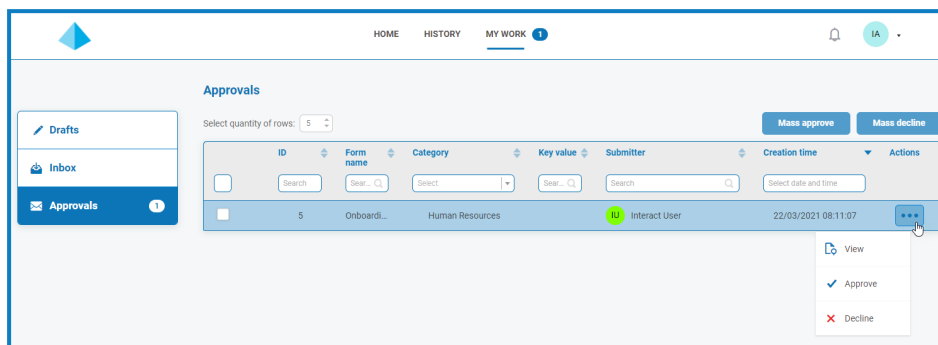 HOME HISTORY MY WORK 1 IA
Approvals
Drafts
Inbox
Approvals 1
Select quantity of rows: 5
Mass approve Mass decline
ID Form name Category Key value Submitter Creation time Actions
Search Sear... Select Sear... Search Select date and time
5 Onboardi... Human Resources IU Interact User 22/03/2021 08:11:07
View
Approve
Decline